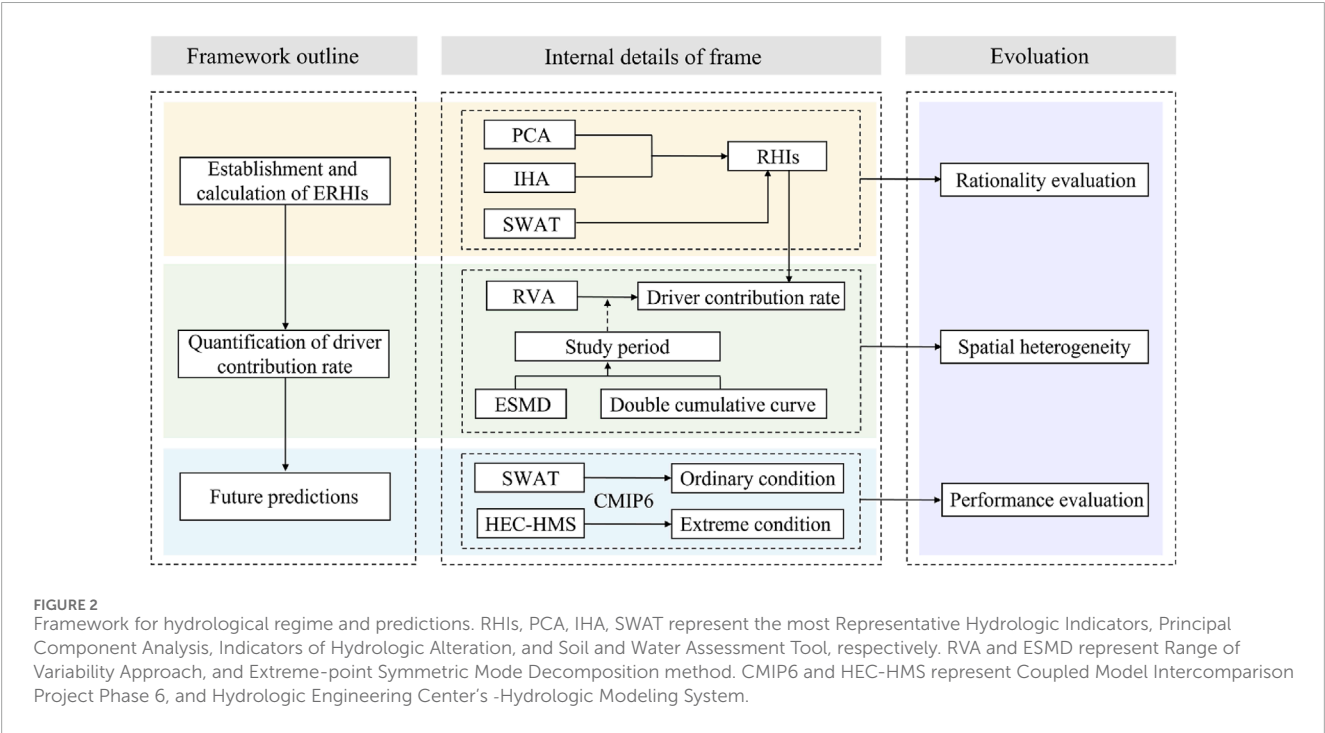 Framework outline
Internal details of frame
Evaluation
Establishment and
calculation of ERHIs
Quantification of driver
contribution rate
Future predictions
PCA
IHA
SWAT
RHIs
RVA
Driver contribution rate
Study period
ESMD
Double cumulative curve
SWAT
CMIP6
HEC-HMS
Ordinary condition
Extreme condition
Rationality evaluation
Spatial heterogeneity
Performance evaluation
FIGURE 2
Framework for hydrological regime and predictions. RHIs, PCA, IHA, SWAT represent the most Representative Hydrologic Indicators, Principal
Component Analysis, Indicators of Hydrologic Alteration, and Soil and Water Assessment Tool, respectively. RVA and ESMD represent Range of
Variability Approach, and Extreme-point Symmetric Mode Decomposition method. CMIP6 and HEC-HMS represent Coupled Model Intercomparison
Project Phase 6, and Hydrologic Engineering Center's -Hydrologic Modeling System.